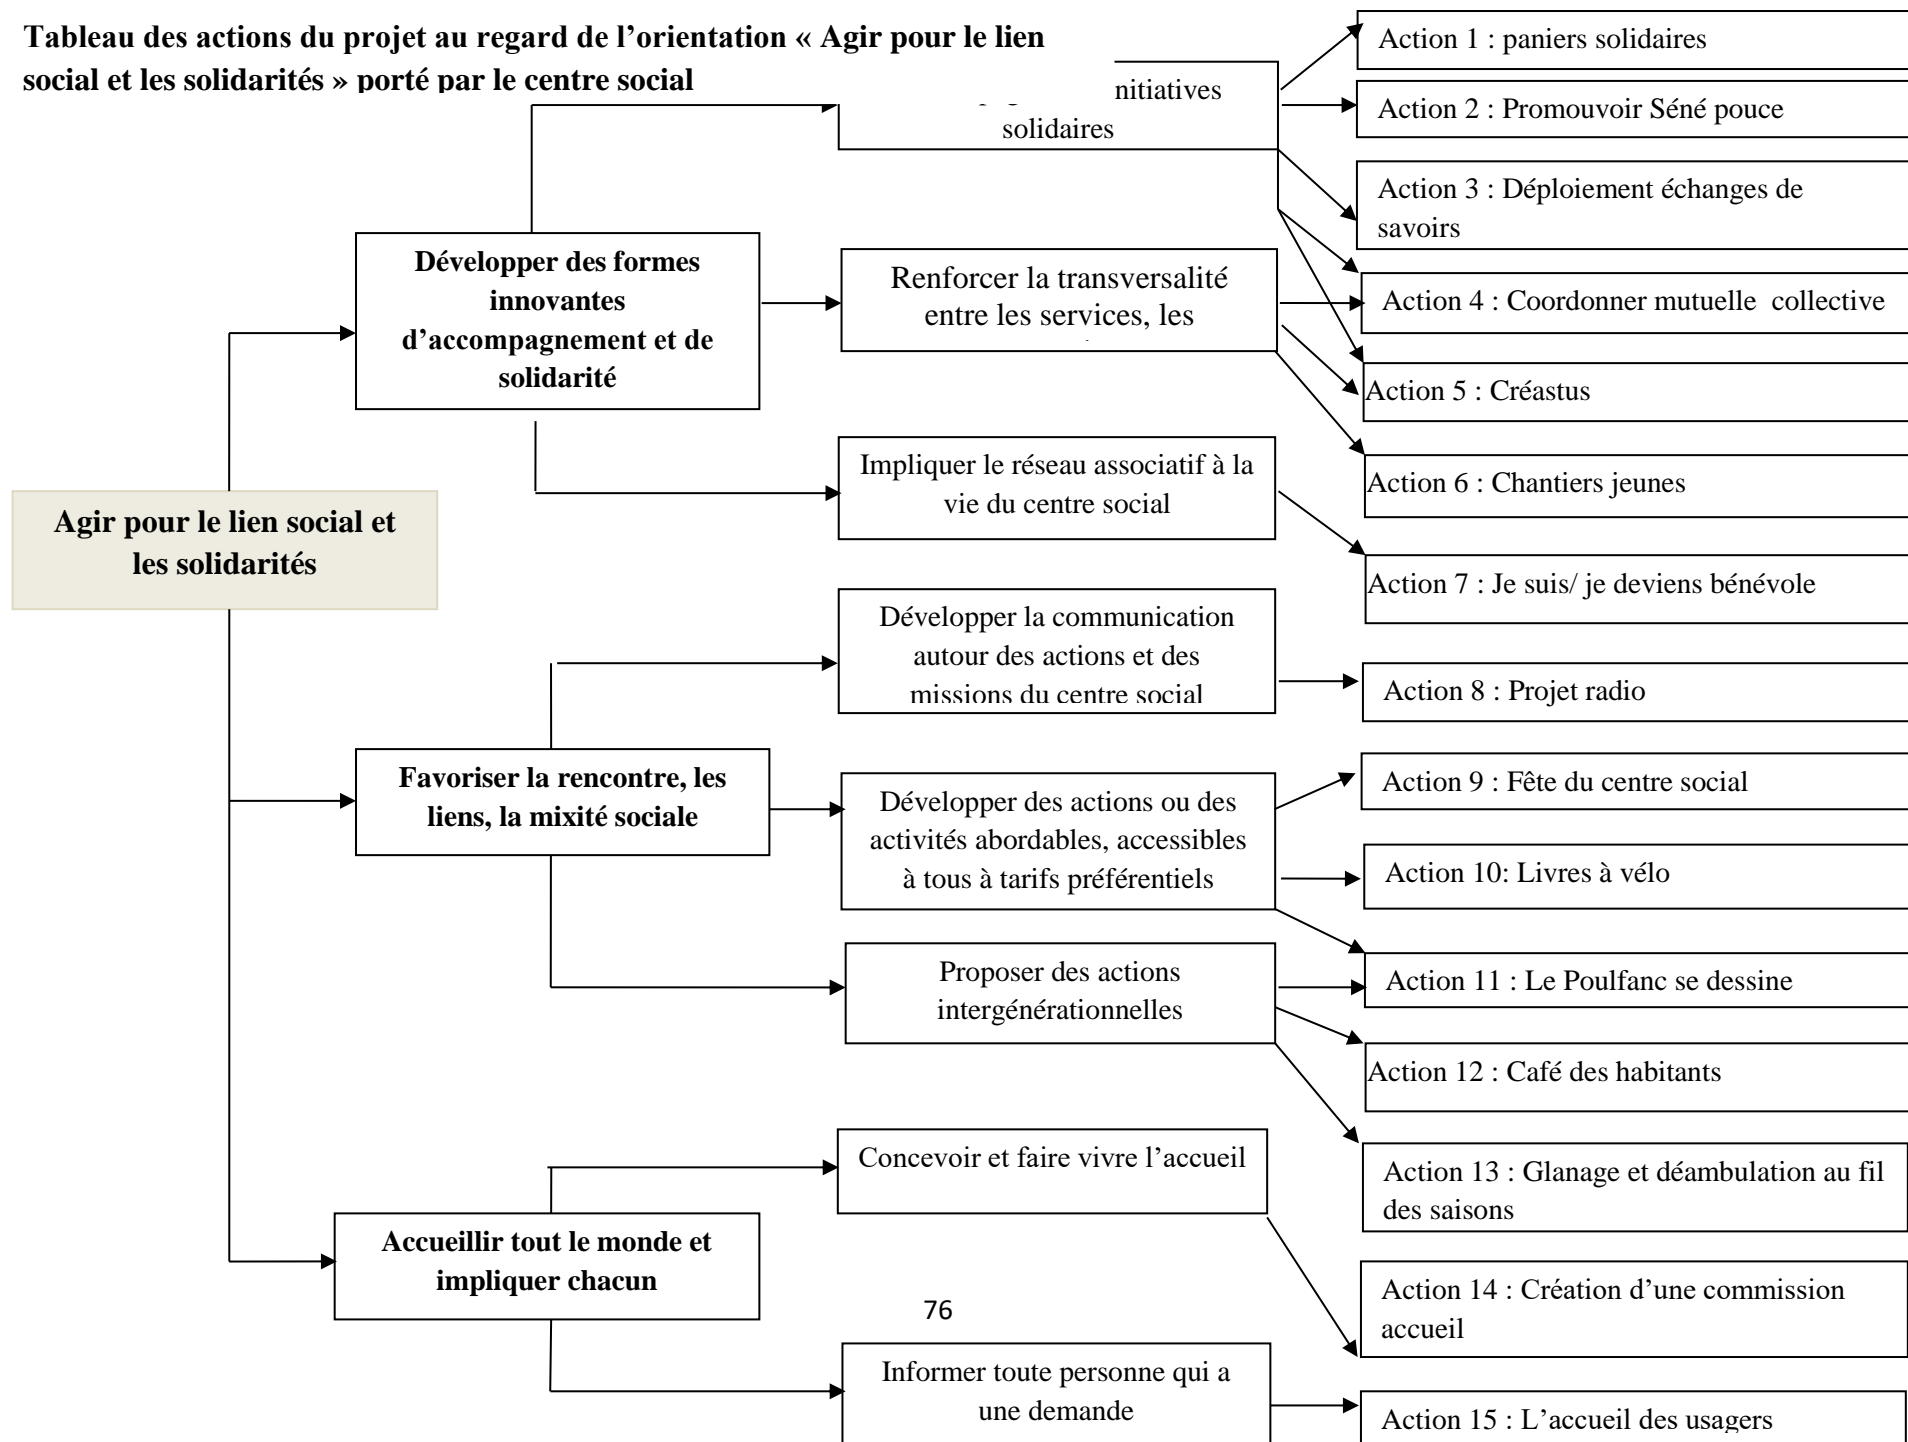 Tableau des actions du projet au regard de l’orientation « Agir pour le lien
social et les solidarités » porté par le centre social
nitiatives
solidaires
Action 1 : paniers solidaires
Action 2 : Promouvoir Séné pouce
Action 3 : Déploiement échanges de
savoirs
Développer des formes
innovantes
d’accompagnement et de
solidarité
Renforcer la transversalité
entre les services, les
Action 4 : Coordonner mutuelle collective
Action 5 : Créastus
Impliquer le réseau associatif à la
vie du centre social
Action 6 : Chantiers jeunes
Agir pour le lien social et
les solidarités
Action 7 : Je suis/ je deviens bénévole
Développer la communication
autour des actions et des
missions du centre social
Action 8 : Projet radio
Favoriser la rencontre, les
liens, la mixité sociale
Développer des actions ou des
activités abordables, accessibles
à tous à tarifs préférentiels
Action 9 : Fête du centre social
Action 10: Livres à vélo
Proposer des actions
intergénérationnelles
Action 11 : Le Poulfanc se dessine
Action 12 : Café des habitants
Action 13 : Glanage et déambulation au fil
des saisons
Concevoir et faire vivre l’accueil
Accueillir tout le monde et
impliquer chacun
Action 14 : Création d’une commission
accueil
76
Informer toute personne qui a
une demande
Action 15 : L’accueil des usagers